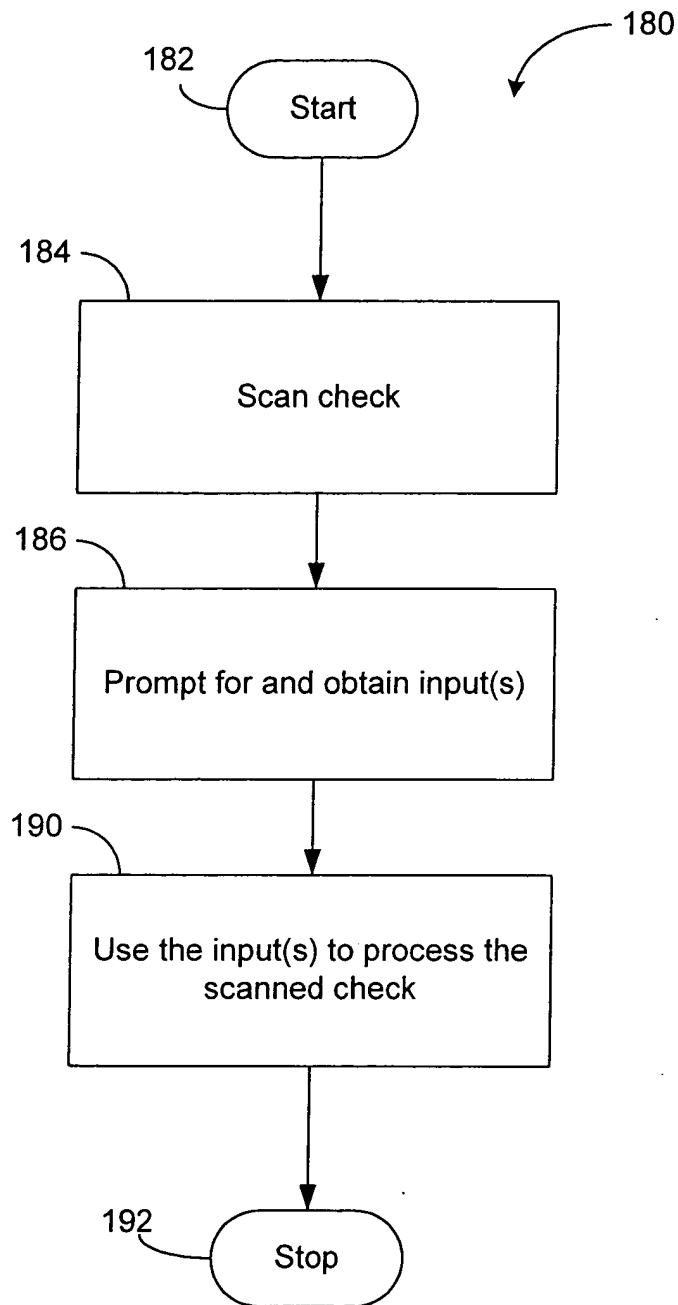 180
182
Start
184
Scan check
186
Prompt for and obtain input(s)
190
Use the input(s) to process the
scanned check
192
Stop